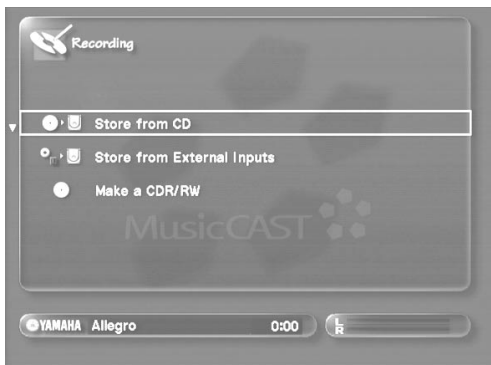 Recording
Store from CD
Store from External Inputs
Make a CDR/RW
MusicCAST
YAMAHA Allegro 0:00 L
R